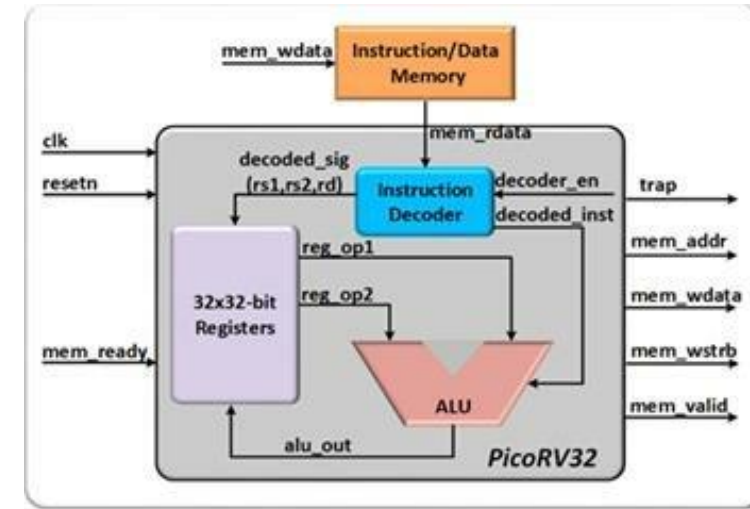 mem_wdata
Instruction/Data
Memory
mem_rdata
clk
resetn
decoded_sig
(rs1,rs2,rd)
Instruction
Decoder
decoder_en
decoded_inst
trap
mem_addr
reg_op1
reg_op2
32x32-bit
Registers
mem_wdata
mem_ready
mem_wstrb
ALU
mem_valid
alu_out
PicoRV32